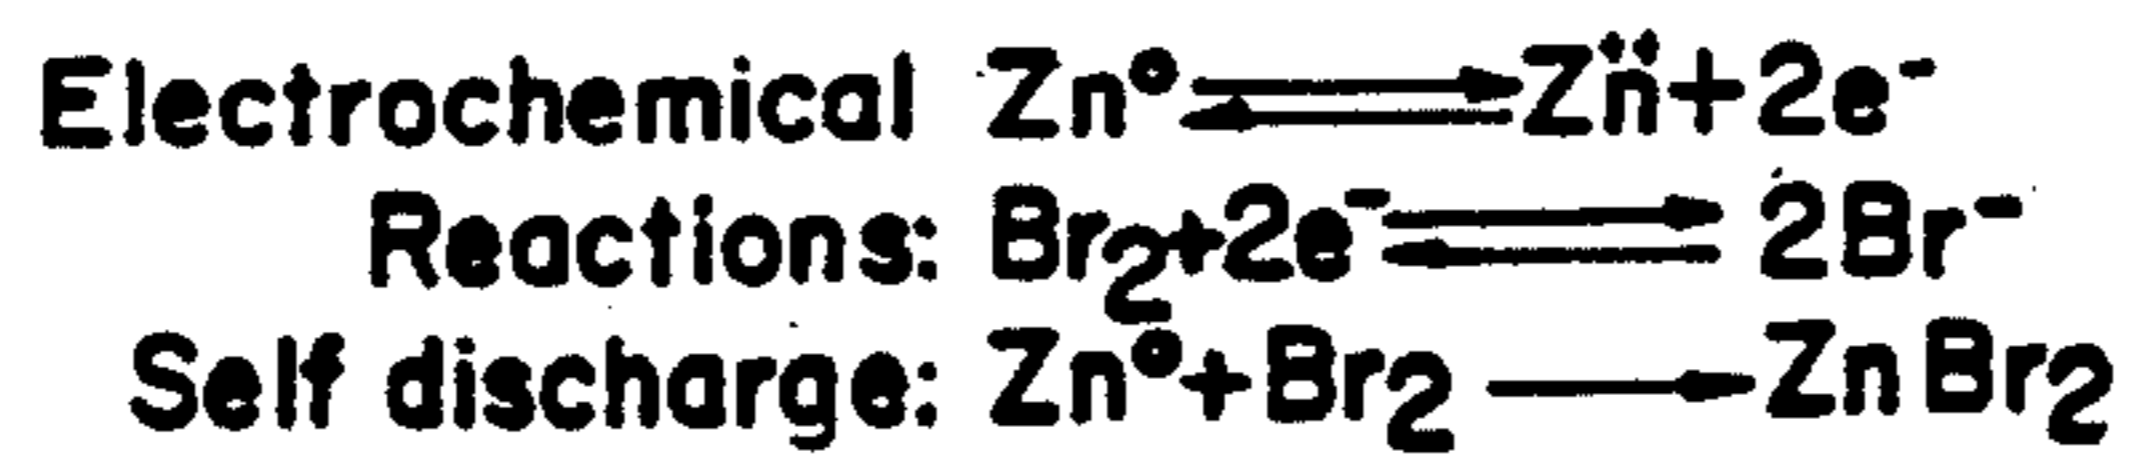 Electrochemical Zn° ⇌ Zn̈ + 2e⁻
Reactions: Br₂+2e⁻ ⇌ 2Br⁻
Self discharge: Zn°+Br₂ → ZnBr₂